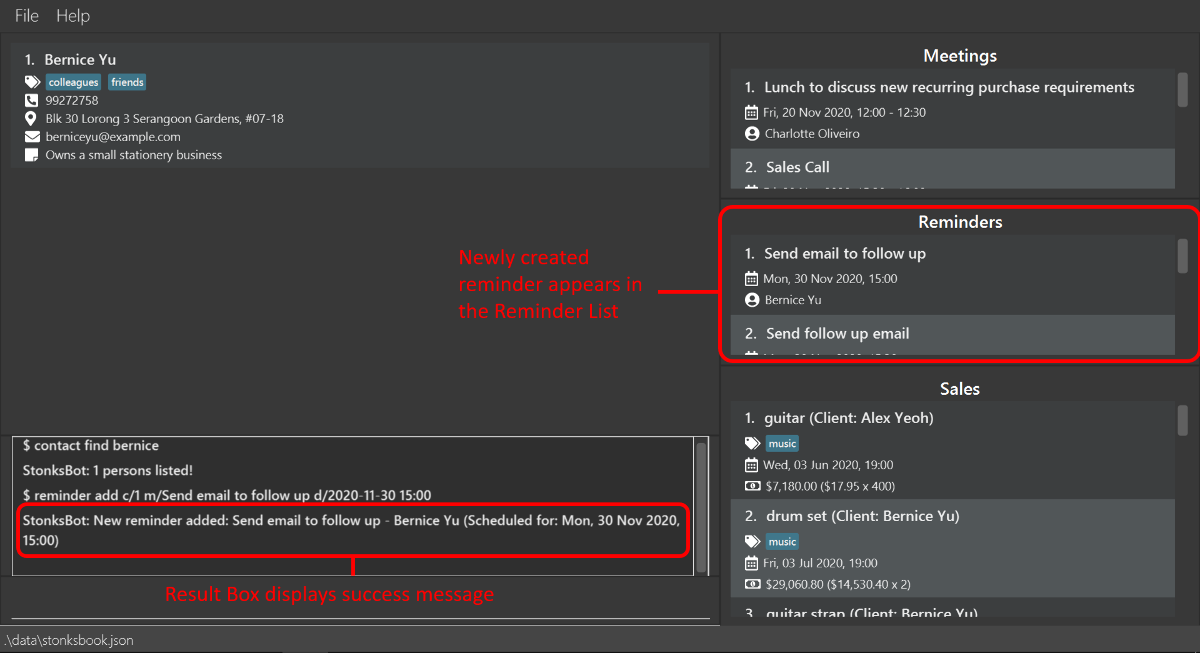 File Help
1. Bernice Yu
colleagues friends
99272758
Blk 30 Lorong 3 Serangoon Gardens, #07-18
berniceyu@example.com
Owns a small stationery business
Newly created
reminder appears in
the Reminder List
$ contact find bernice
StonksBot: 1 persons listed!
$ reminder add c/1 m/Send email to follow up d/2020-11-30 15:00
StonksBot: New reminder added: Send email to follow up - Bernice Yu (Scheduled for: Mon, 30 Nov 2020,
15:00)
Result Box displays success message
Meetings
1. Lunch to discuss new recurring purchase requirements
Fri, 20 Nov 2020, 12:00 - 12:30
Charlotte Oliveiro
2. Sales Call
Reminders
1. Send email to follow up
Mon, 30 Nov 2020, 15:00
Bernice Yu
2. Send follow up email
Sales
1. guitar (Client: Alex Yeoh)
music
Wed, 03 Jun 2020, 19:00
$7,180.00 ($17.95 x 400)
2. drum set (Client: Bernice Yu)
music
Fri, 03 Jul 2020, 19:00
$29,060.80 ($14,530.40 x 2)
3. guitar strap (Client: Bernice Yu)
.\data\stonksbook.json